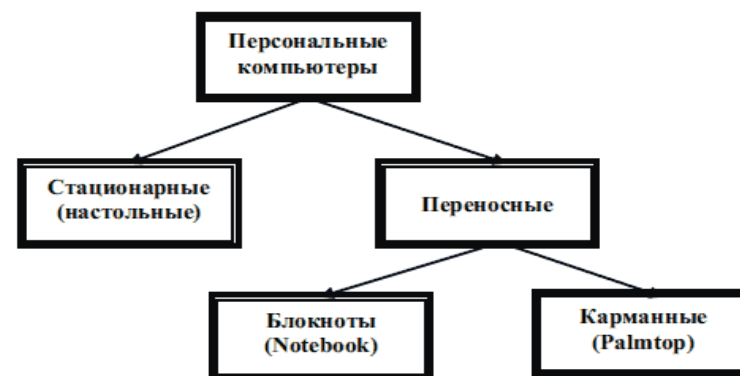 Персональные
компьютеры
Стационарные
(настольные)
Переносные
Блокноты
(Notebook)
Карманные
(Palmtop)